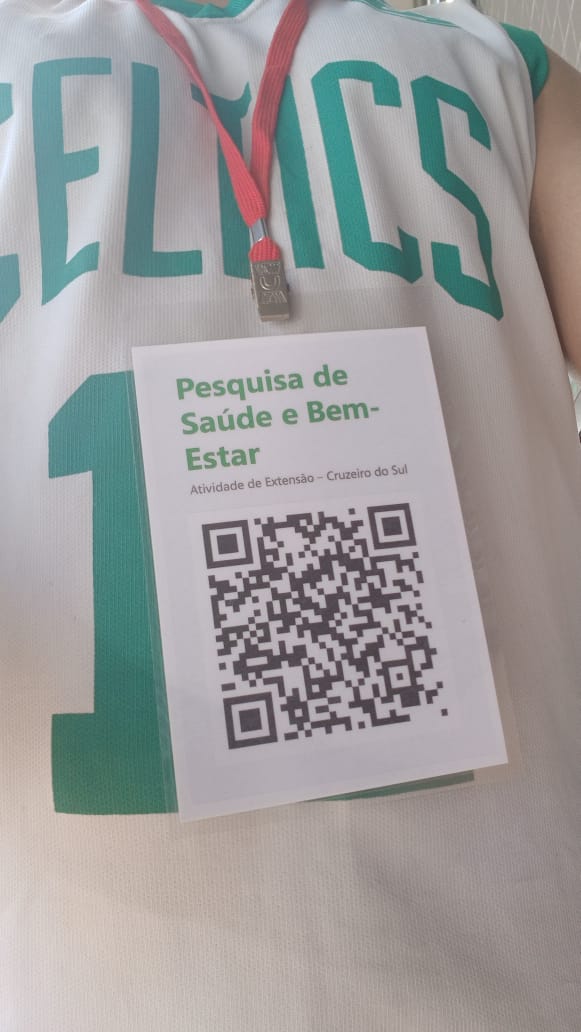 CELTICS
1
Pesquisa de
Saúde e Bem-
Estar
Atividade de Extensão – Cruzeiro do Sul